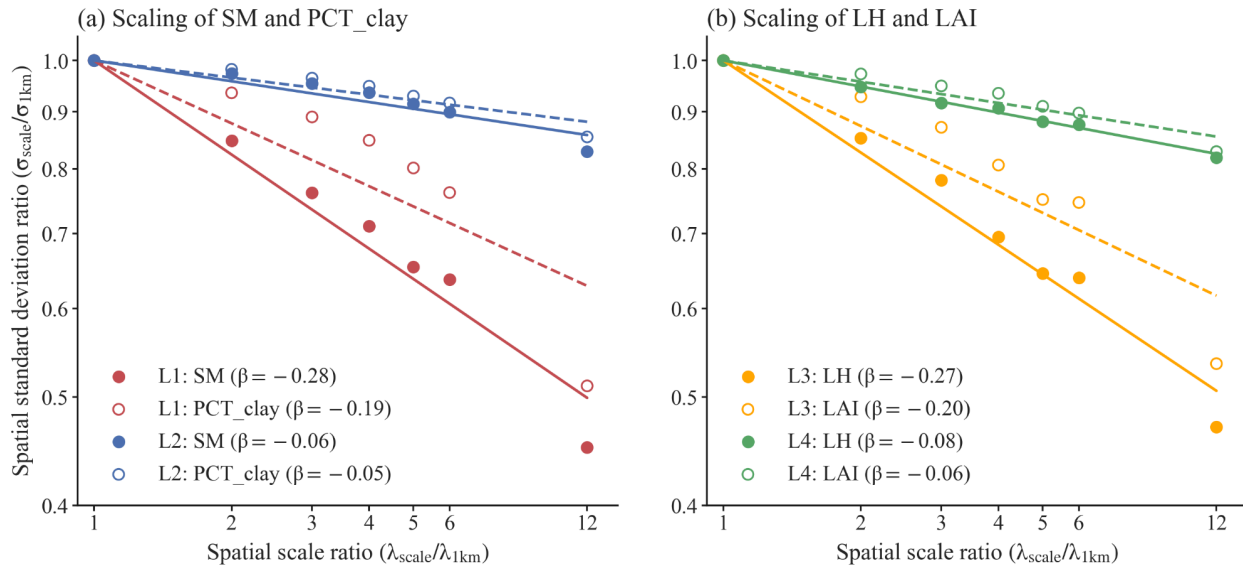 (a) Scaling of SM and PCT_clay
Spatial standard deviation ratio (σscale/σ1km)
1.0
0.9
0.8
0.7
0.6
0.5
0.4
L1: SM (β = −0.28)
L1: PCT_clay (β = −0.19)
L2: SM (β = −0.06)
L2: PCT_clay (β = −0.05)
1 2 3 4 5 6 12
Spatial scale ratio (λscale/λ1km)
(b) Scaling of LH and LAI
1.0
0.9
0.8
0.7
0.6
0.5
0.4
L3: LH (β = −0.27)
L3: LAI (β = −0.20)
L4: LH (β = −0.08)
L4: LAI (β = −0.06)
1 2 3 4 5 6 12
Spatial scale ratio (λscale/λ1km)